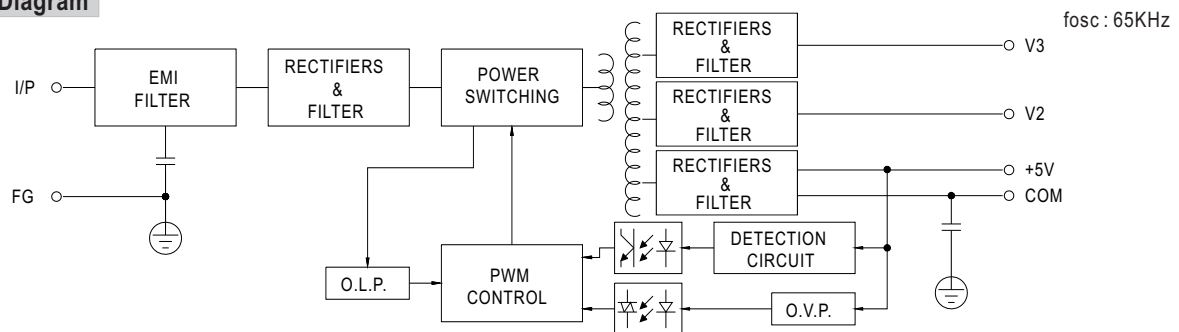 Diagram
fosc : 65KHz
I/P
EMI
FILTER
RECTIFIERS
&
FILTER
POWER
SWITCHING
RECTIFIERS
&
FILTER
V3
RECTIFIERS
&
FILTER
V2
RECTIFIERS
&
FILTER
+5V
COM
FG
O.L.P.
PWM
CONTROL
DETECTION
CIRCUIT
O.V.P.